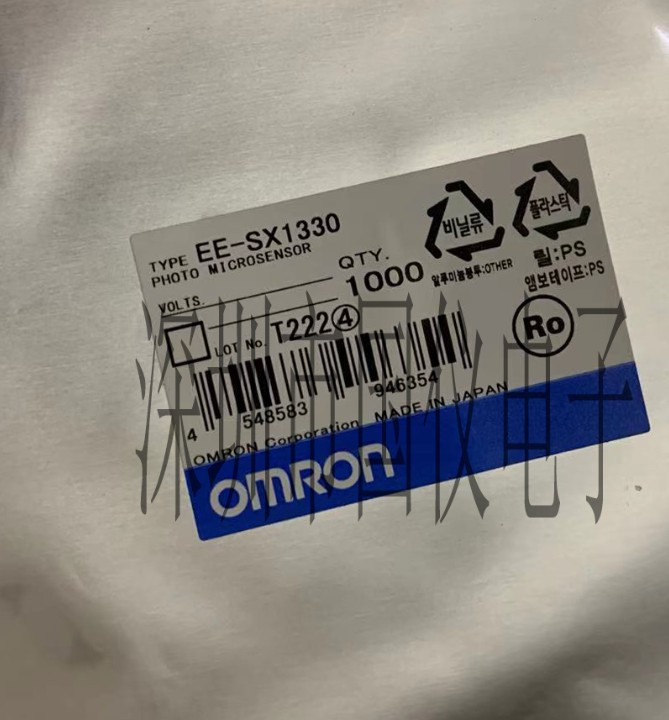 TYPE EE-SX1330
PHOTO MICROSENSOR
VOLTS.
QTY.
1000
LOT No. T222④
4 548583 946354
OMRON Corporation MADE IN JAPAN
OMRON
비닐류
알루미늄봉투:OTHER
플라스틱
릴:PS
앰보테이프:PS
Ro
深圳市国仪电子